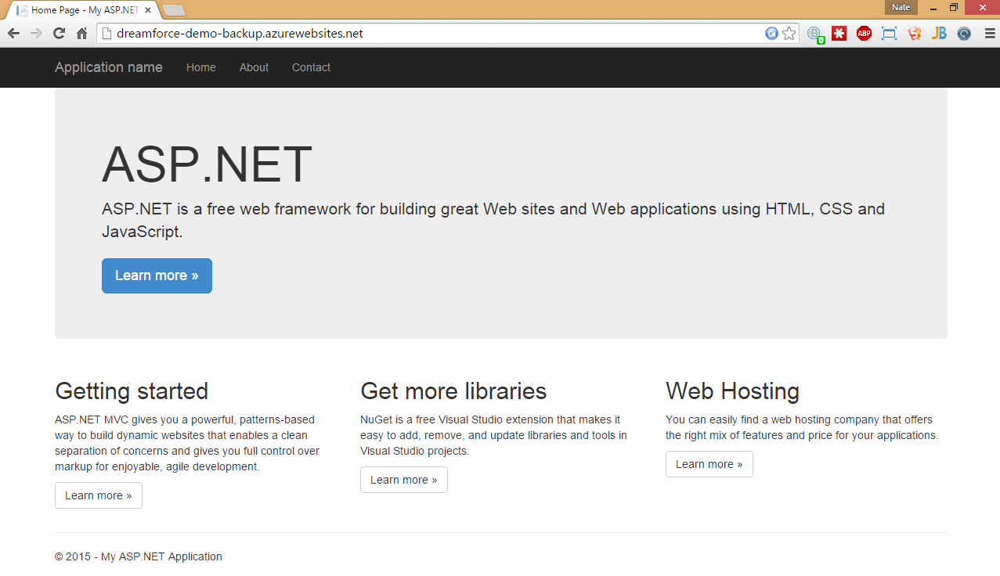 Home Page - My ASP.NET
Nate
dreamforce-demo-backup.azurewebsites.net
0
ABP
JB
Application name
Home
About
Contact
ASP.NET
ASP.NET is a free web framework for building great Web sites and Web applications using HTML, CSS and
JavaScript.
Learn more »
Getting started
ASP.NET MVC gives you a powerful, patterns-based
way to build dynamic websites that enables a clean
separation of concerns and gives you full control over
markup for enjoyable, agile development.
Learn more »
Get more libraries
NuGet is a free Visual Studio extension that makes it
easy to add, remove, and update libraries and tools in
Visual Studio projects.
Learn more »
Web Hosting
You can easily find a web hosting company that offers
the right mix of features and price for your applications.
Learn more »
© 2015 - My ASP.NET Application